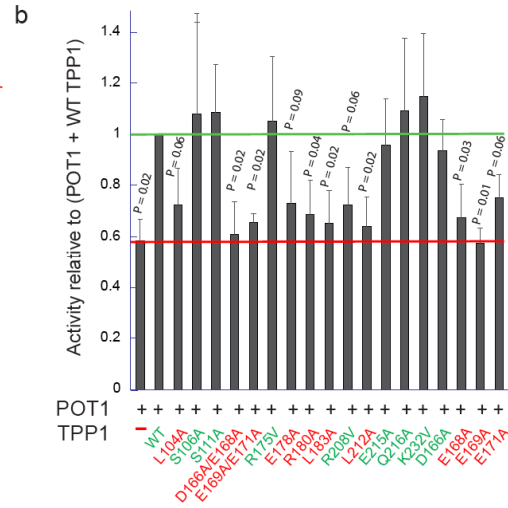 b
Activity relative to (POT1 + WT TPP1)
1.4
1.2
1
0.8
0.6
0.4
0.2
0
P = 0.02
P = 0.06
P = 0.02
P = 0.02
P = 0.09
P = 0.04
P = 0.02
P = 0.06
P = 0.02
P = 0.03
P = 0.01
P = 0.06
POT1 + + + + + + + + + + + + + + + + + + + +
TPP1 –
WT
L104A
S106A
S111A
D166A/E168A
E169A/E171A
R175V
E178A
R180A
L183A
R208V
L212A
E215A
Q216A
K232V
D166A
E168A
E169A
E171A